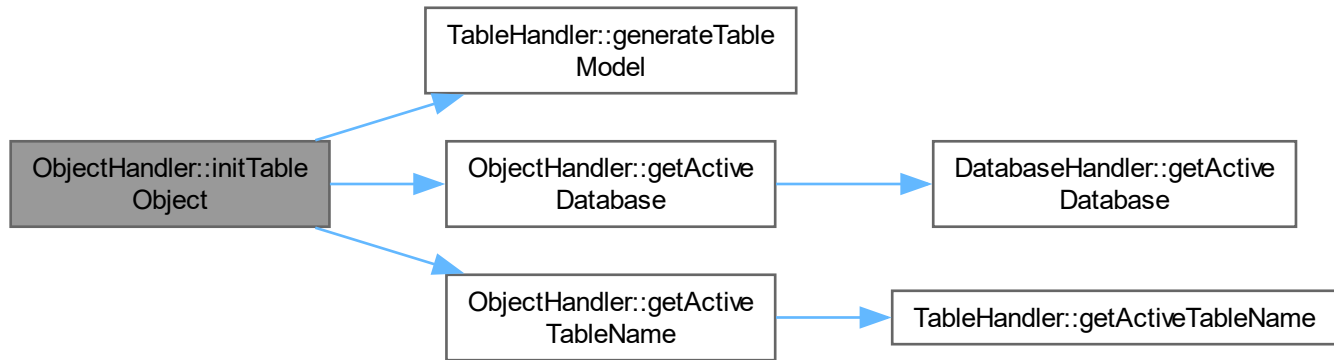 TableHandler::generateTable
Model
ObjectHandler::initTable
Object
ObjectHandler::getActive
Database
DatabaseHandler::getActive
Database
ObjectHandler::getActive
TableName
TableHandler::getActiveTableName